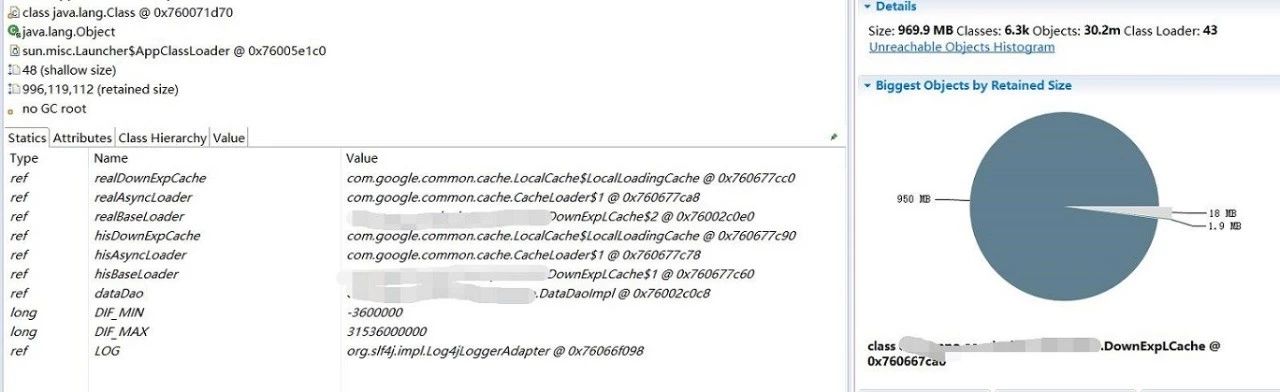 class java.lang.Class @ 0x760071d70
java.lang.Object
sun.misc.Launcher$AppClassLoader @ 0x76005e1c0
48 (shallow size)
996,119,112 (retained size)
no GC root
Statics Attributes Class Hierarchy Value
Type Name Value
ref realDownExpCache com.google.common.cache.LocalCache$LocalLoadingCache @ 0x760677cc0
ref realAsyncLoader com.google.common.cache.CacheLoader$1 @ 0x760677ca8
ref realBaseLoader DownExpLCache$2 @ 0x76002c0e0
ref hisDownExpCache com.google.common.cache.LocalCache$LocalLoadingCache @ 0x760677c90
ref hisAsyncLoader com.google.common.cache.CacheLoader$1 @ 0x760677c78
ref hisBaseLoader DownExpLCache$1 @ 0x760677c60
ref dataDao .DataDaoImpl @ 0x76002c0c8
long DIF_MIN -3600000
long DIF_MAX 31536000000
ref LOG org.slf4j.impl.Log4jLoggerAdapter @ 0x76066f098
Details
Size: 969.9 MB Classes: 6.3k Objects: 30.2m Class Loader: 43
Unreachable Objects Histogram
Biggest Objects by Retained Size
950 MB
18 MB
1.9 MB
class .DownExpLCache @